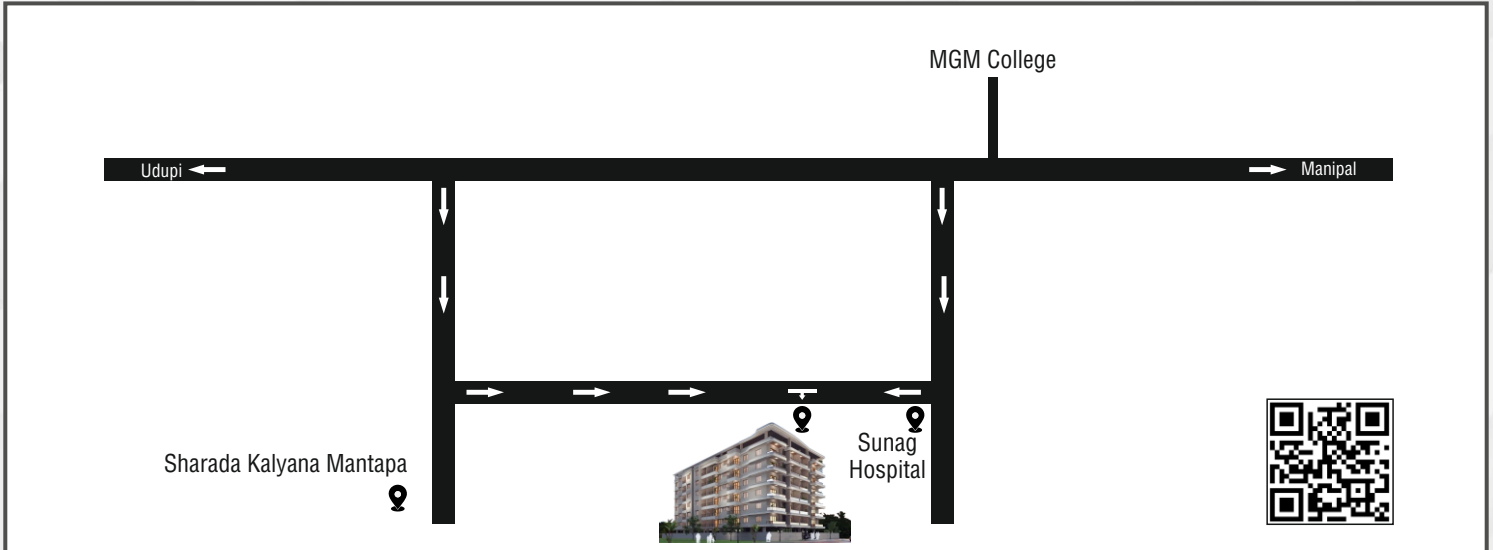 MGM College
Udupi
Manipal
Sunag
Hospital
Sharada Kalyana Mantapa